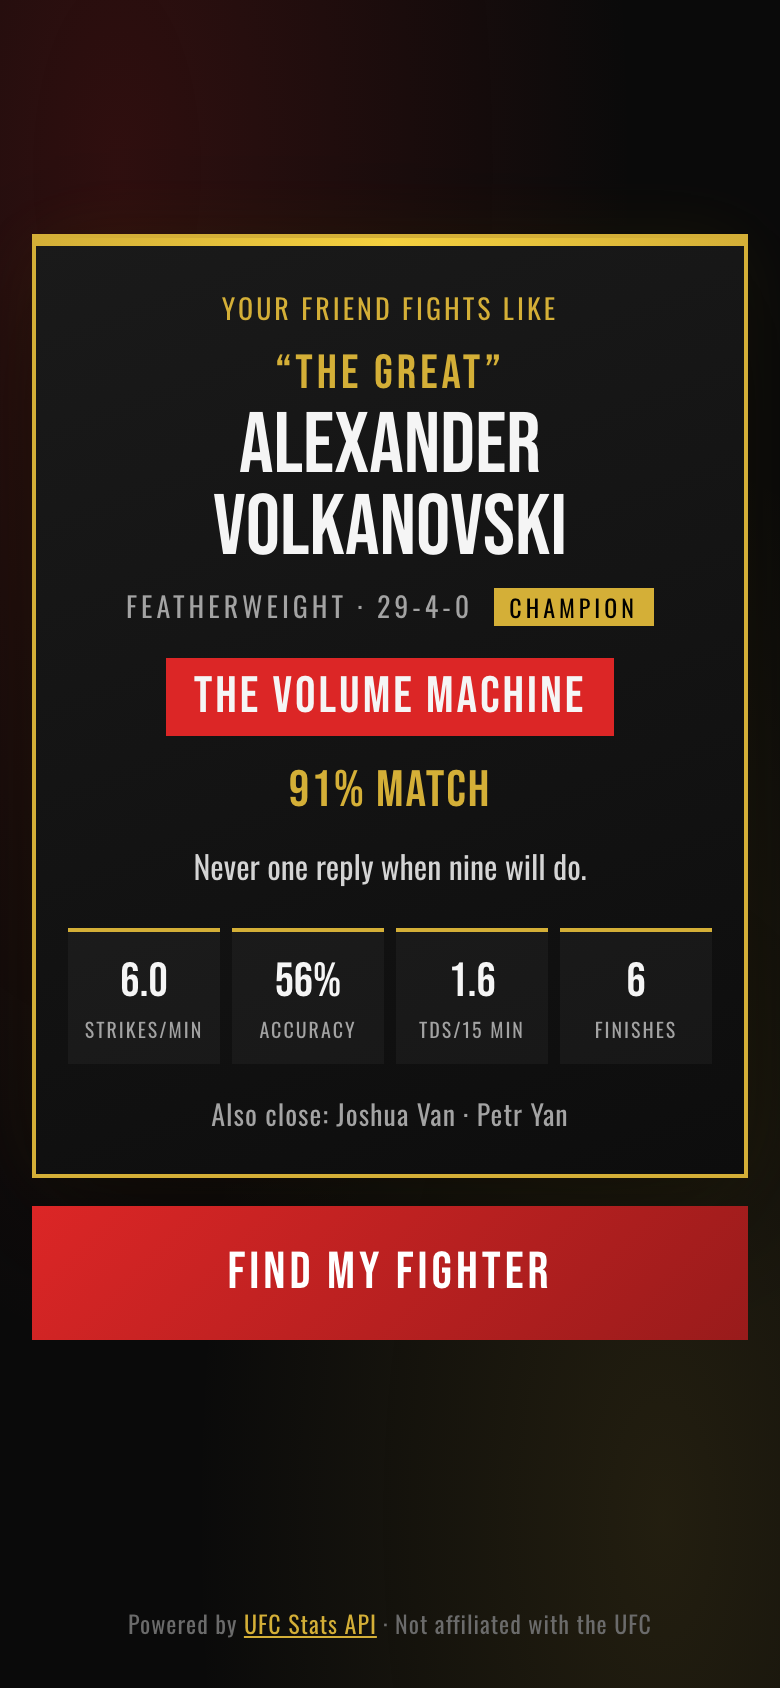 YOUR FRIEND FIGHTS LIKE
“THE GREAT”
ALEXANDER
VOLKANOVSKI
FEATHERWEIGHT · 29-4-0 CHAMPION
THE VOLUME MACHINE
91% MATCH
Never one reply when nine will do.
6.0 56% 1.6 6
STRIKES/MIN ACCURACY TDS/15 MIN FINISHES
Also close: Joshua Van · Petr Yan
FIND MY FIGHTER
Powered by UFC Stats API · Not affiliated with the UFC